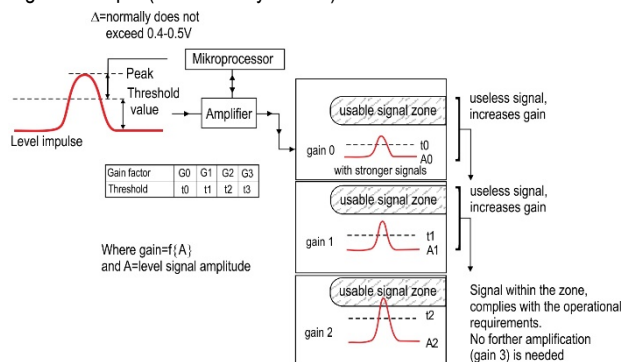 Δ=normally does not
exceed 0.4-0.5V
Mikroprocessor
Peak
Threshold
value
Amplifier
Level impulse
Gain factor G0 G1 G2 G3
Threshold t0 t1 t2 t3
Where gain=f{A}
and A=level signal amplitude
usable signal zone
gain 0
t0
A0
with stronger signals
useless signal,
increases gain
usable signal zone
gain 1
t1
A1
useless signal,
increases gain
usable signal zone
gain 2
t2
A2
Signal within the zone,
complies with the operational
requirements.
No forther amplification
(gain 3) is needed